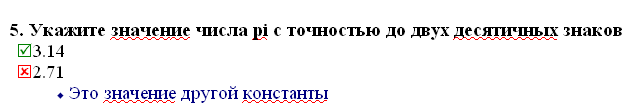 5. Укажите значение числа pi с точностью до двух десятичных знаков
3.14
2.71
Это значение другой константы